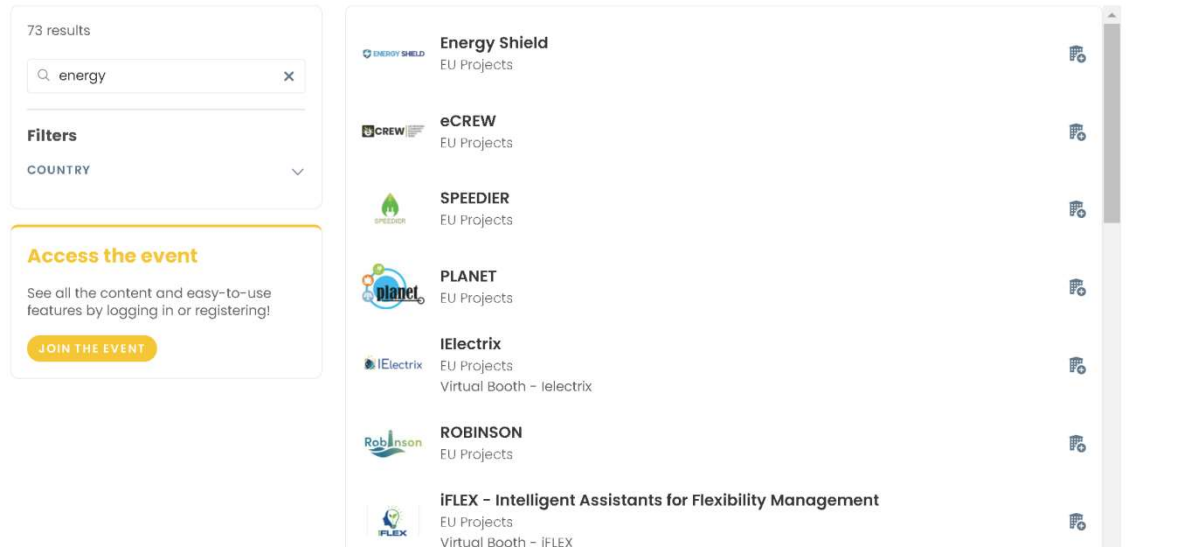 73 results
energy
Filters
COUNTRY
Access the event
See all the content and easy-to-use
features by logging in or registering!
JOIN THE EVENT
ENERGY SHIELD
Energy Shield
EU Projects
CREW
eCREW
EU Projects
SPEEDIER
SPEEDIER
EU Projects
planet
PLANET
EU Projects
IElectrix
IElectrix
EU Projects
Virtual Booth - Ielectrix
Robinson
ROBINSON
EU Projects
iFLEX
iFLEX - Intelligent Assistants for Flexibility Management
EU Projects
Virtual Booth - iFLEX